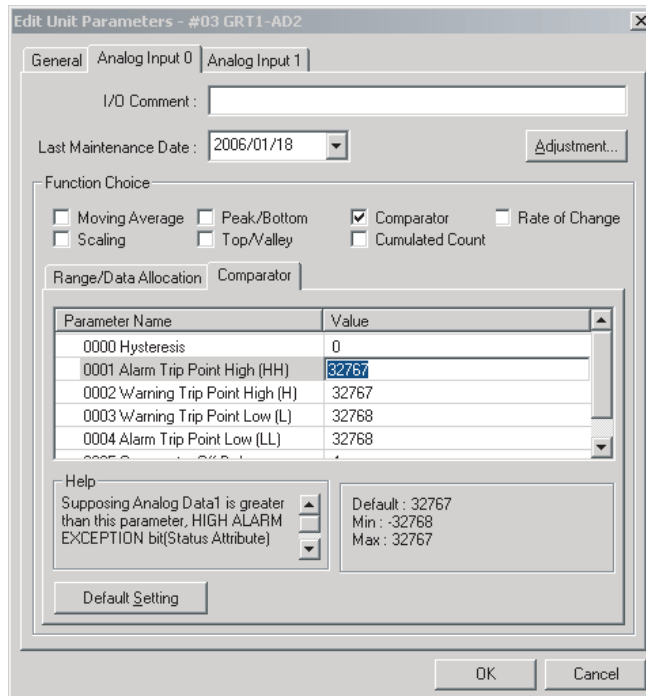 Edit Unit Parameters - #03 GRT1-AD2
General Analog Input 0 Analog Input 1
I/O Comment :
Last Maintenance Date : 2006/01/18 Adjustment...
Function Choice
Moving Average Peak/Bottom Comparator Rate of Change
Scaling Top/Valley Cumulated Count
Range/Data Allocation Comparator
Parameter Name Value
0000 Hysteresis 0
0001 Alarm Trip Point High (HH) 32767
0002 Warning Trip Point High (H) 32767
0003 Warning Trip Point Low (L) 32768
0004 Alarm Trip Point Low (LL) 32768
Help
Supposing Analog Data1 is greater
than this parameter, HIGH ALARM
EXCEPTION bit(Status Attribute)
Default : 32767
Min : -32768
Max : 32767
Default Setting
OK Cancel